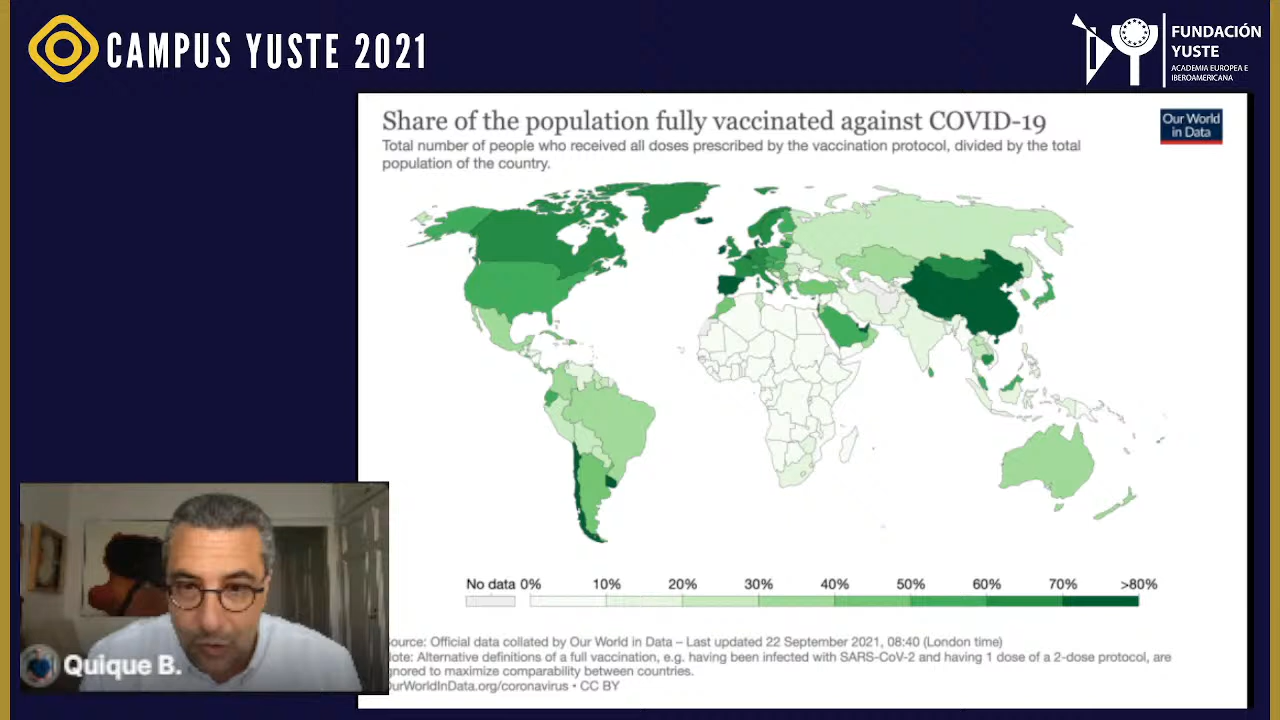 CAMPUS YUSTE 2021
FUNDACIÓN
YUSTE
ACADEMIA EUROPEA E
IBEROAMERICANA
Share of the population fully vaccinated against COVID-19
Our World
in Data
Total number of people who received all doses prescribed by the vaccination protocol, divided by the total
population of the country.
No data 0% 10% 20% 30% 40% 50% 60% 70% >80%
ource: Official data collated by Our World in Data – Last updated 22 September 2021, 08:40 (London time)
ote: Alternative definitions of a full vaccination, e.g. having been infected with SARS-CoV-2 and having 1 dose of a 2-dose protocol, are
gnored to maximize comparability between countries.
urWorldInData.org/coronavirus • CC BY
Quique B.